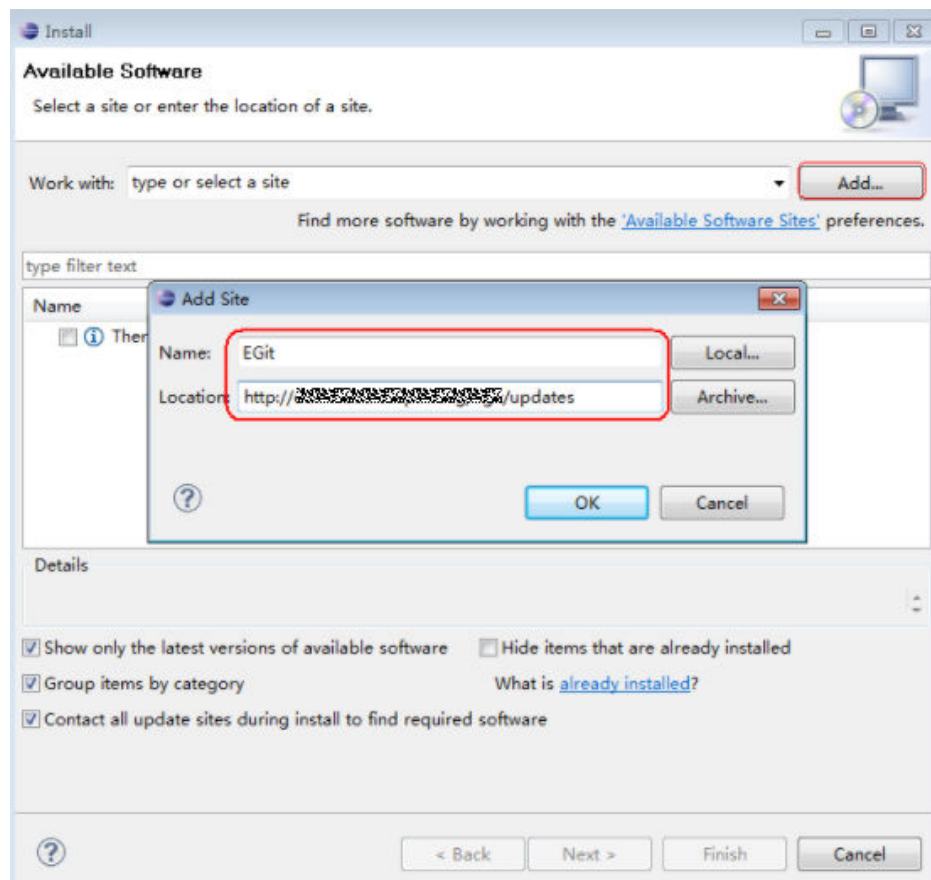 Install
Available Software
Select a site or enter the location of a site.
Work with: type or select a site Add...
Find more software by working with the 'Available Software Sites' preferences.
type filter text
Name
Ther
Add Site
Name: EGit Local...
Location: http:// /updates Archive...
OK Cancel
Details
Show only the latest versions of available software Hide items that are already installed
Group items by category What is already installed?
Contact all update sites during install to find required software
< Back Next > Finish Cancel